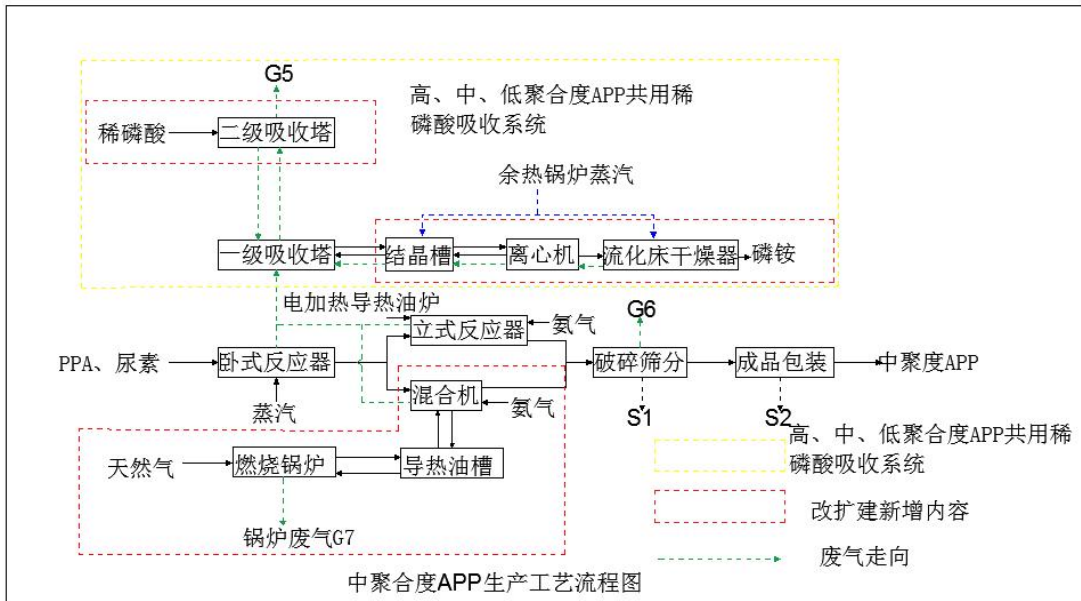 G5
高、中、低聚合度APP共用稀
磷酸吸收系统
稀磷酸
二级吸收塔
余热锅炉蒸汽
一级吸收塔
结晶槽
离心机
流化床干燥器
磷铵
电加热导热油炉
立式反应器
氨气
G6
PPA、尿素
卧式反应器
破碎筛分
成品包装
中聚度APP
混合机
蒸汽
氨气
S1
S2
高、中、低聚合度APP共用稀
磷酸吸收系统
天然气
燃烧锅炉
导热油槽
改扩建新增内容
锅炉废气G7
废气走向
中聚合度APP生产工艺流程图